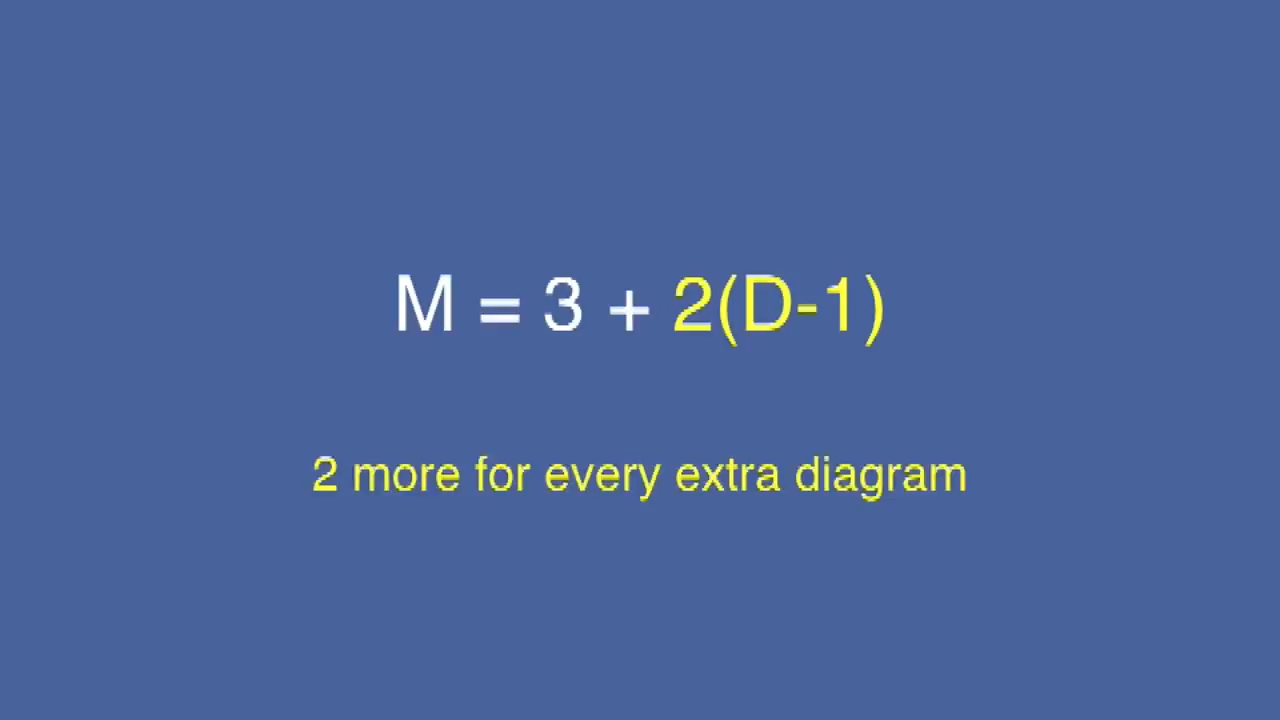 M = 3 + 2(D-1)
2 more for every extra diagram